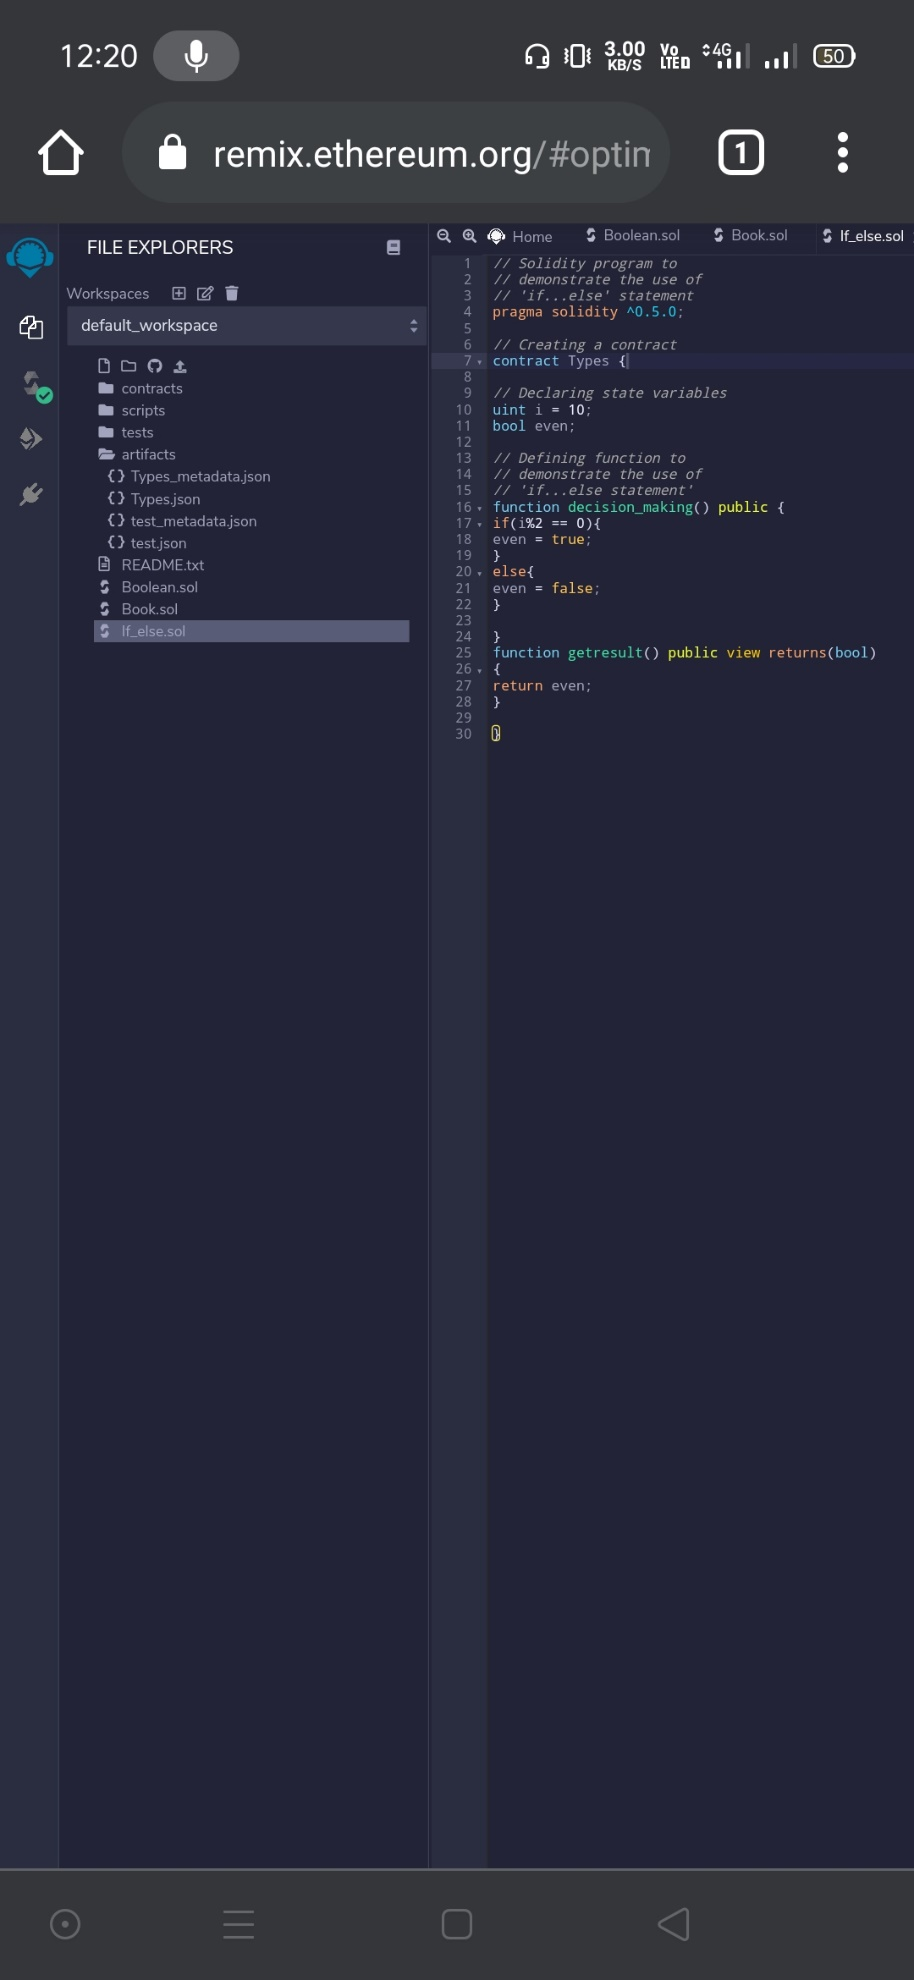 12:20
3.00
KB/S
Vo
LTE
4G
50
remix.ethereum.org/#optin
1
FILE EXPLORERS
Workspaces
default_workspace
contracts
scripts
tests
artifacts
{} Types_metadata.json
{} Types.json
{} test_metadata.json
{} test.json
README.txt
Boolean.sol
Book.sol
If_else.sol
Home
Boolean.sol
Book.sol
If_else.sol
1 // Solidity program to
2 // demonstrate the use of
3 // 'if...else' statement
4 pragma solidity ^0.5.0;
5
6 // Creating a contract
7 contract Types {
8
9 // Declaring state variables
10 uint i = 10;
11 bool even;
12
13 // Defining function to
14 // demonstrate the use of
15 // 'if...else statement'
16 function decision_making() public {
17 if(i%2 == 0){
18 even = true;
19 }
20 else{
21 even = false;
22 }
23
24 }
25 function getresult() public view returns(bool)
26 {
27 return even;
28 }
29
30 }